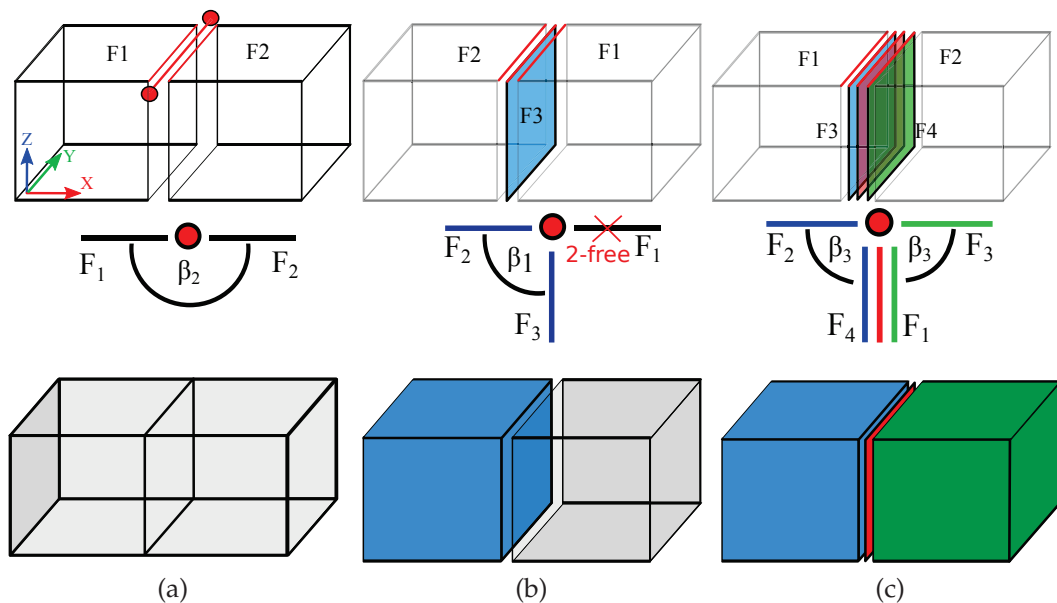 F1 F2
Z
Y
X
F₁ β₂ F₂
F2 F1
F3
F₂ β1 2-free F₁
F₃
F1 F2
F3 F4
F₂ β₃ β₃ F₃
F₄ F₁
(a) (b) (c)